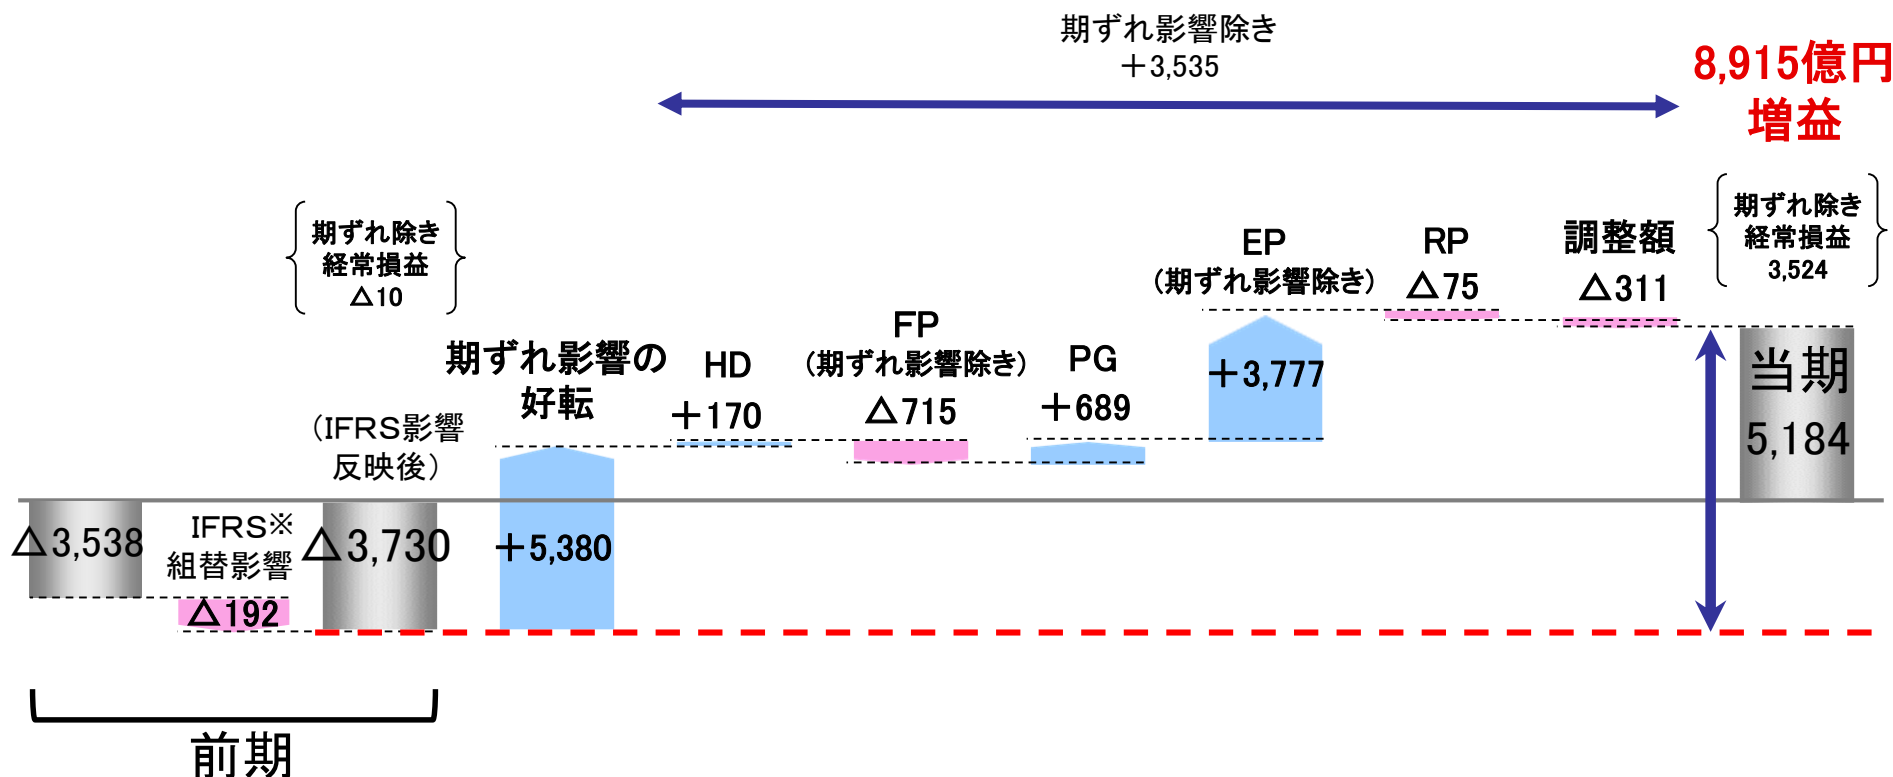 期ずれ影響除き
＋3,535
8,915億円
増益
期ずれ除き
経常損益
△10
期ずれ除き
経常損益
3,524
期ずれ影響の
好転
HD
＋170
FP
（期ずれ影響除き）
△715
PG
＋689
EP
（期ずれ影響除き）
＋3,777
RP
△75
調整額
△311
（IFRS影響
反映後）
当期
5,184
△3,538
IFRS※
組替影響
△192
△3,730
＋5,380
前期